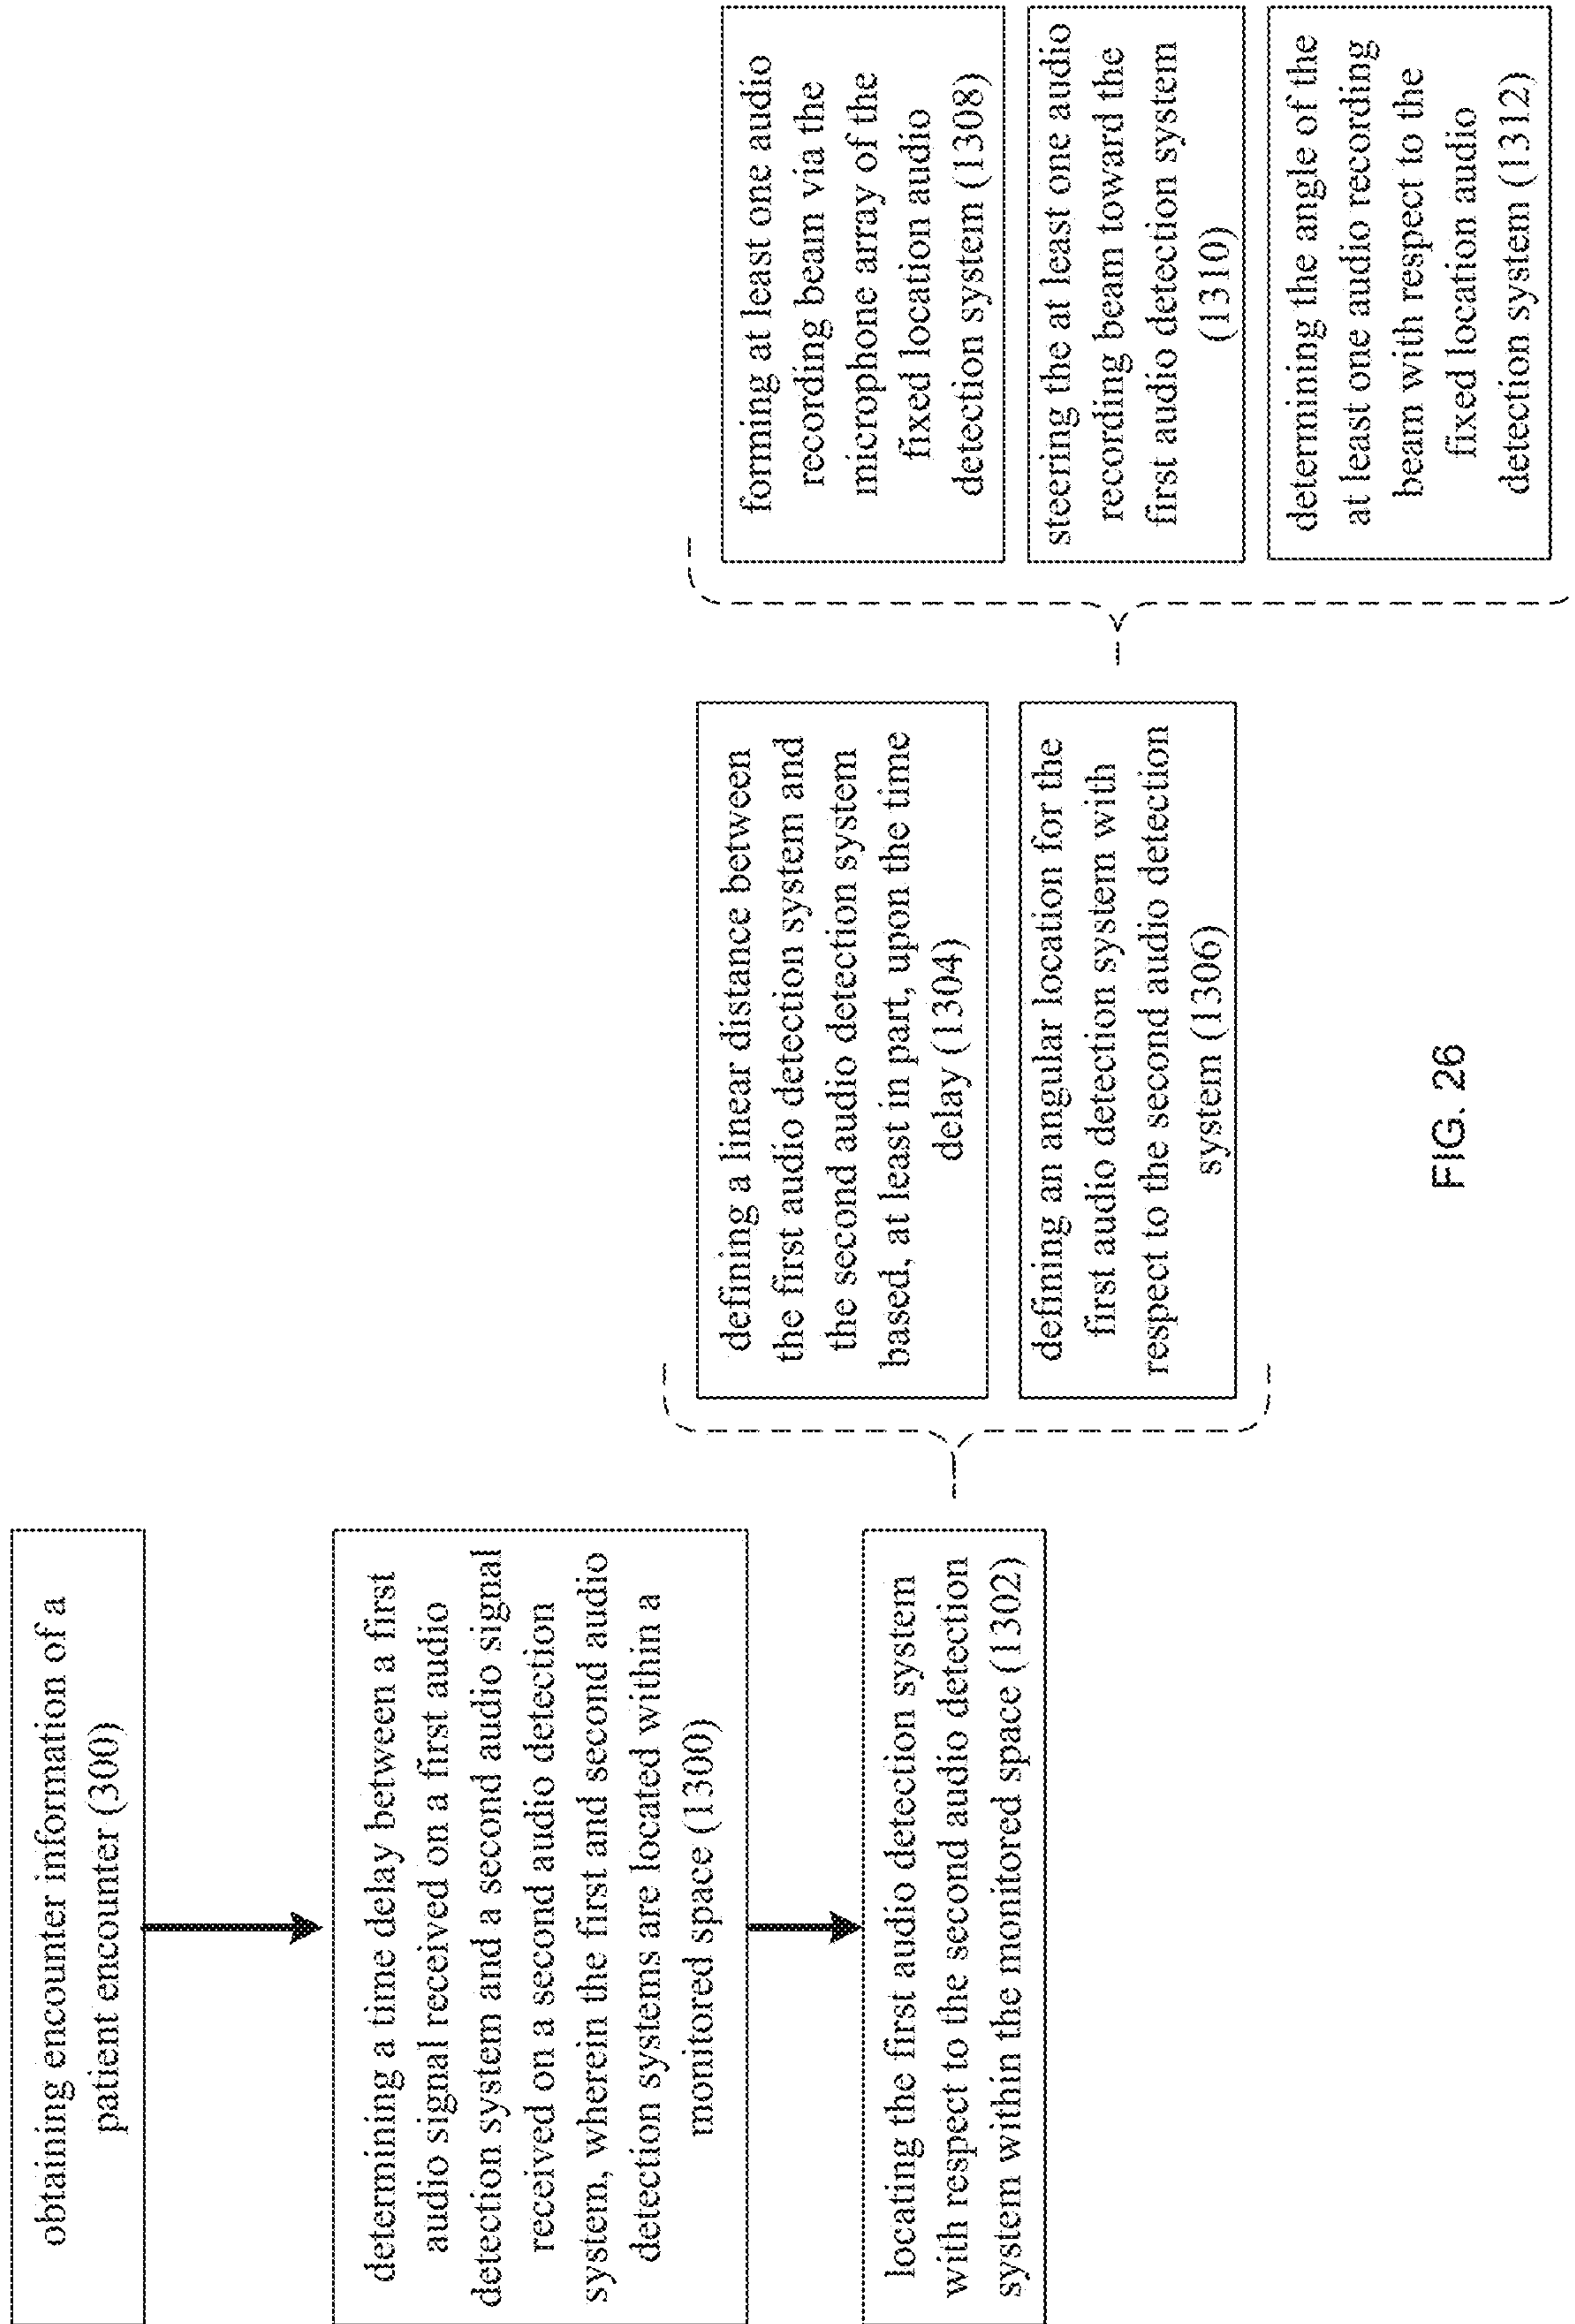 obtaining encounter information of a
patient encounter (300)
determining a time delay between a first
audio signal received on a first audio
detection system and a second audio signal
received on a second audio detection
system, wherein the first and second audio
detection systems are located within a
monitored space (1300)
locating the first audio detection system
with respect to the second audio detection
system within the monitored space (1302)
defining a linear distance between
the first audio detection system and
the second audio detection system
based, at least in part, upon the time
delay (1304)
defining an angular location for the
first audio detection system with
respect to the second audio detection
system (1306)
forming at least one audio
recording beam via the
microphone array of the
fixed location audio
detection system (1308)
steering the at least one audio
recording beam toward the
first audio detection system
(1310)
determining the angle of the
at least one audio recording
beam with respect to the
fixed location audio
detection system (1312)
FIG. 26